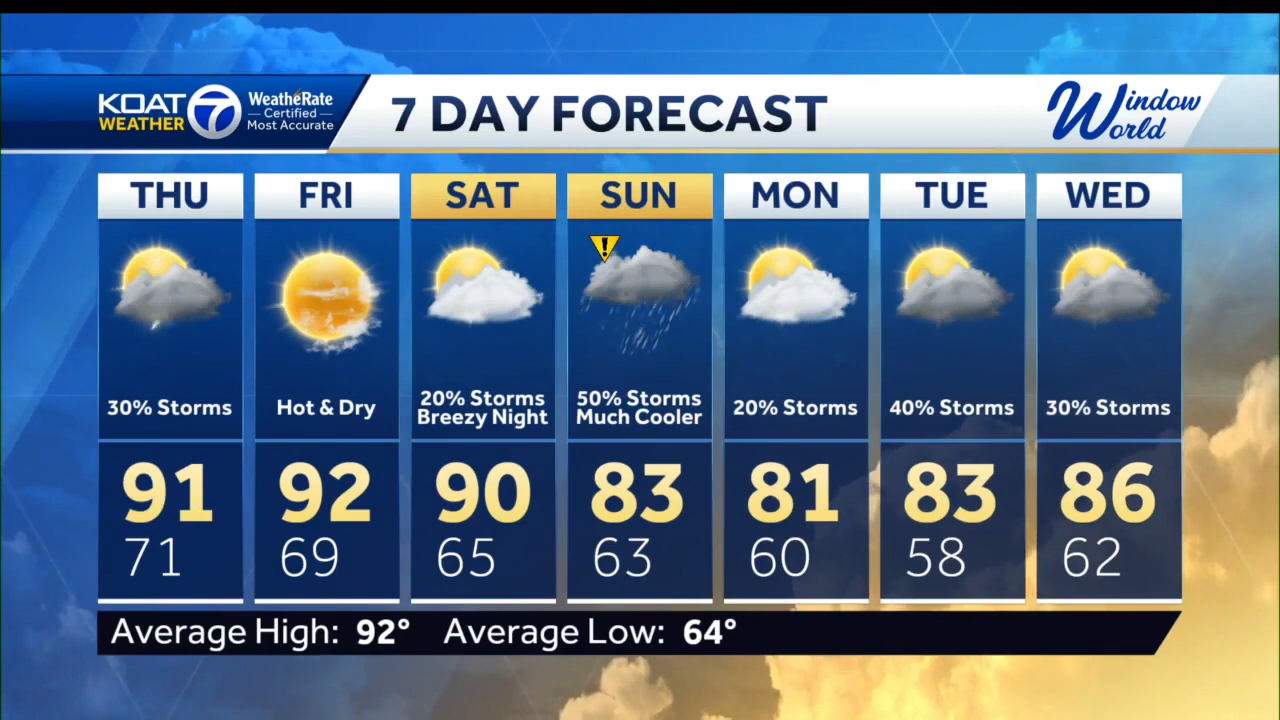 KOAT 7 WeatheRate
WEATHER Certified
Most Accurate
7 DAY FORECAST
Window
World
THU FRI SAT SUN MON TUE WED
!
30% Storms
Hot & Dry
20% Storms
Breezy Night
50% Storms
Much Cooler
20% Storms
40% Storms
30% Storms
91 92 90 83 81 83 86
71 69 65 63 60 58 62
Average High: 92° Average Low: 64°